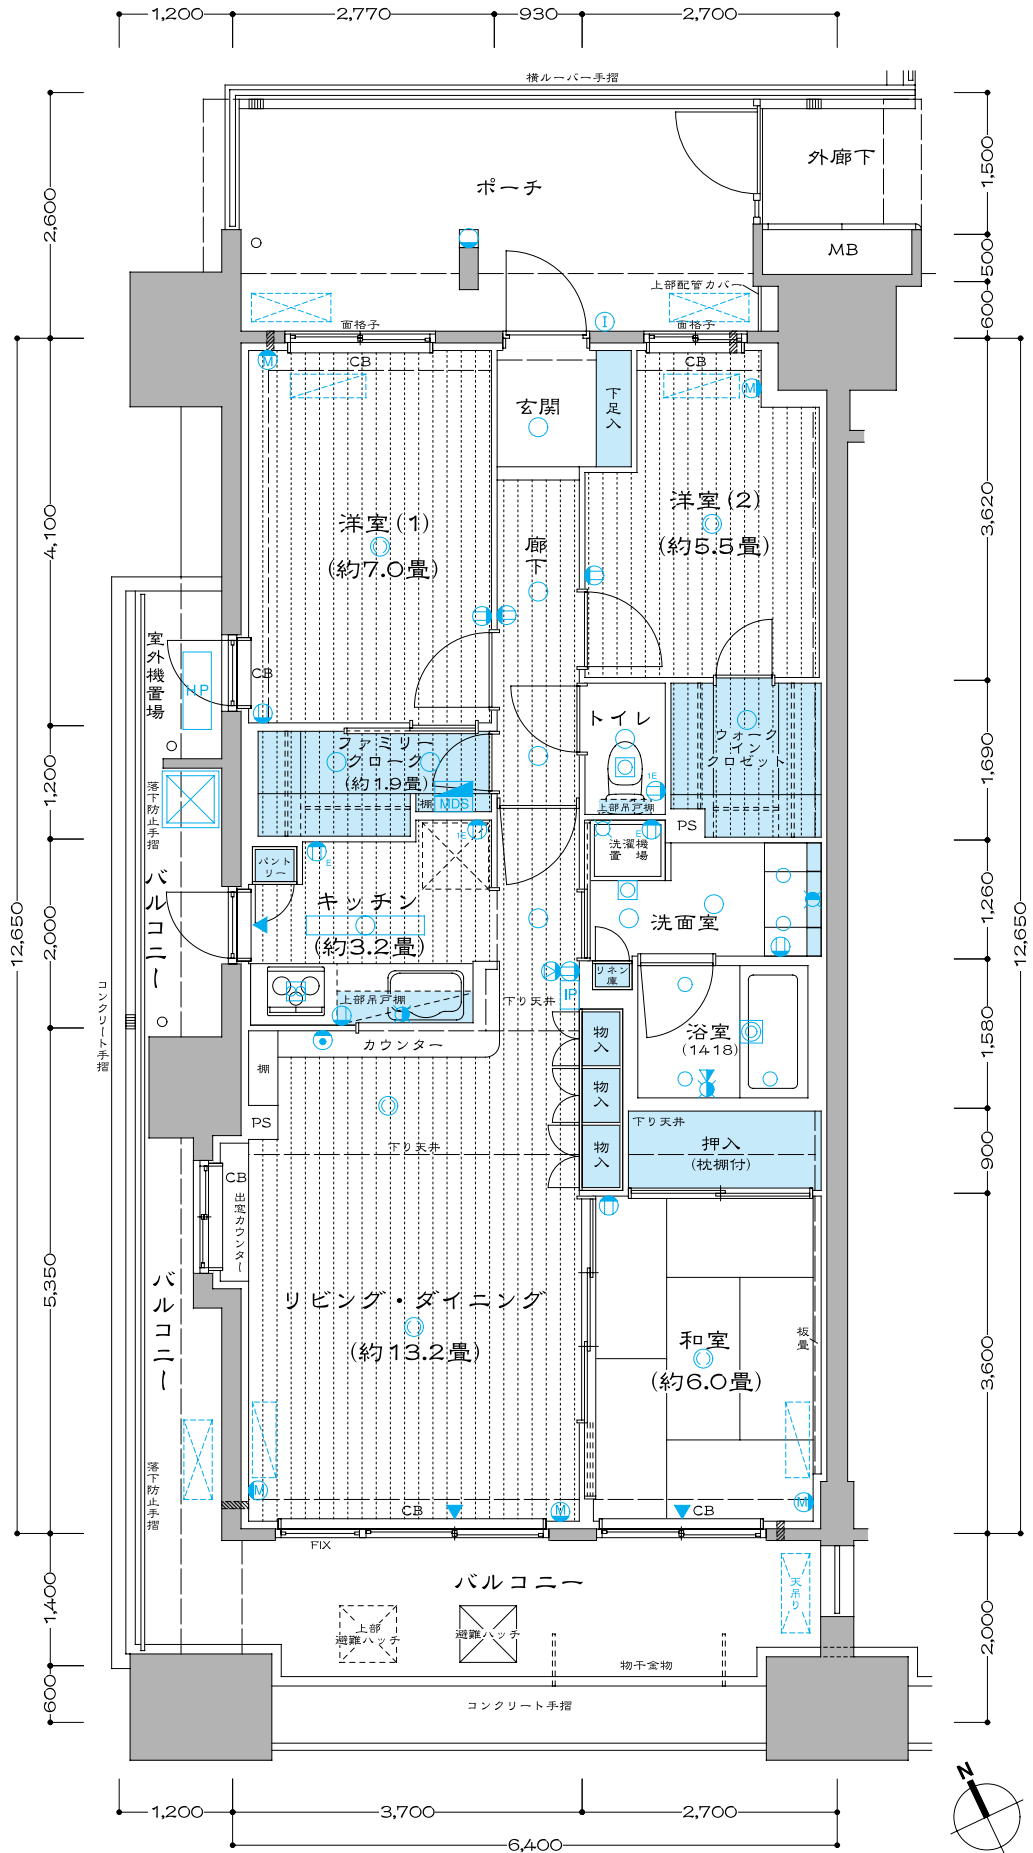 1,200
2,770
930
2,700
横ルーバー手摺
外廊下
ポーチ
MB
上部配管カバー
面格子
I
面格子
M
CB
CB
M
玄関
下足入
洋室(1)
(約7.0畳)
洋室(2)
(約5.5畳)
廊下
室外機置場
HP
CB
トイレ
ウォークインクロゼット
ファミリークローク
(約1.9畳)
棚
MDS
1E
上部吊戸棚
PS
落下防止手摺
1E
E
洗濯機置場
E
パントリー
キッチン
(約3.2畳)
洗面室
バルコニー
リネン庫
上部吊戸棚
下り天井
IP
コンクリート手摺
カウンター
物入
浴室
(1418)
棚
物入
PS
下り天井
物入
下り天井
押入
(枕棚付)
CB
出窓カウンター
バルコニー
リビング・ダイニング
(約13.2畳)
和室
(約6.0畳)
板畳
落下防止手摺
M
M
M
CB
CB
FIX
バルコニー
天吊り
上部
避難ハッチ
避難ハッチ
物干金物
コンクリート手摺
2,600
4,100
1,200
2,000
5,350
1,400
600
12,650
1,500
500
600
3,620
1,690
1,260
1,580
900
3,600
2,000
12,650
1,200
3,700
2,700
6,400
N